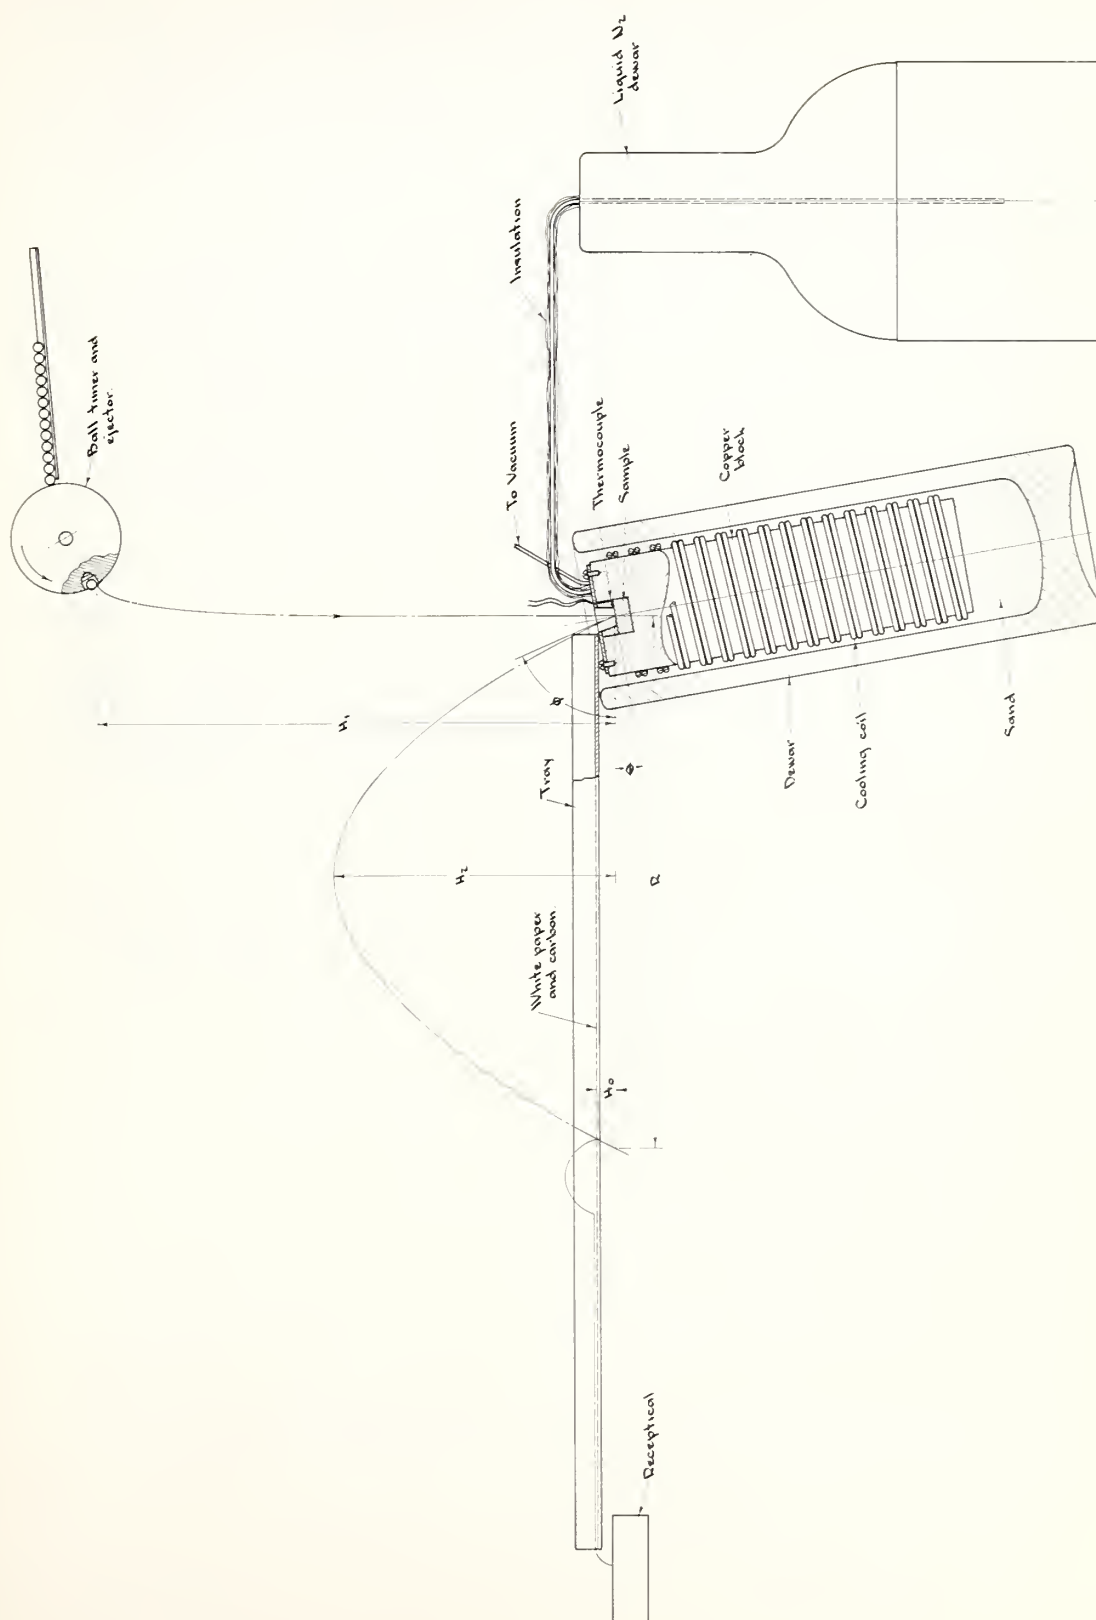 Liquid N2
dewar
Insulation
Ball timer and
ejector.
To Vacuum
Thermocouple
Sample
Copper
block
H1
Tray
H2
R
Dewar
Cooling coil
Sand
White paper
and carbon.
H0
Receptical